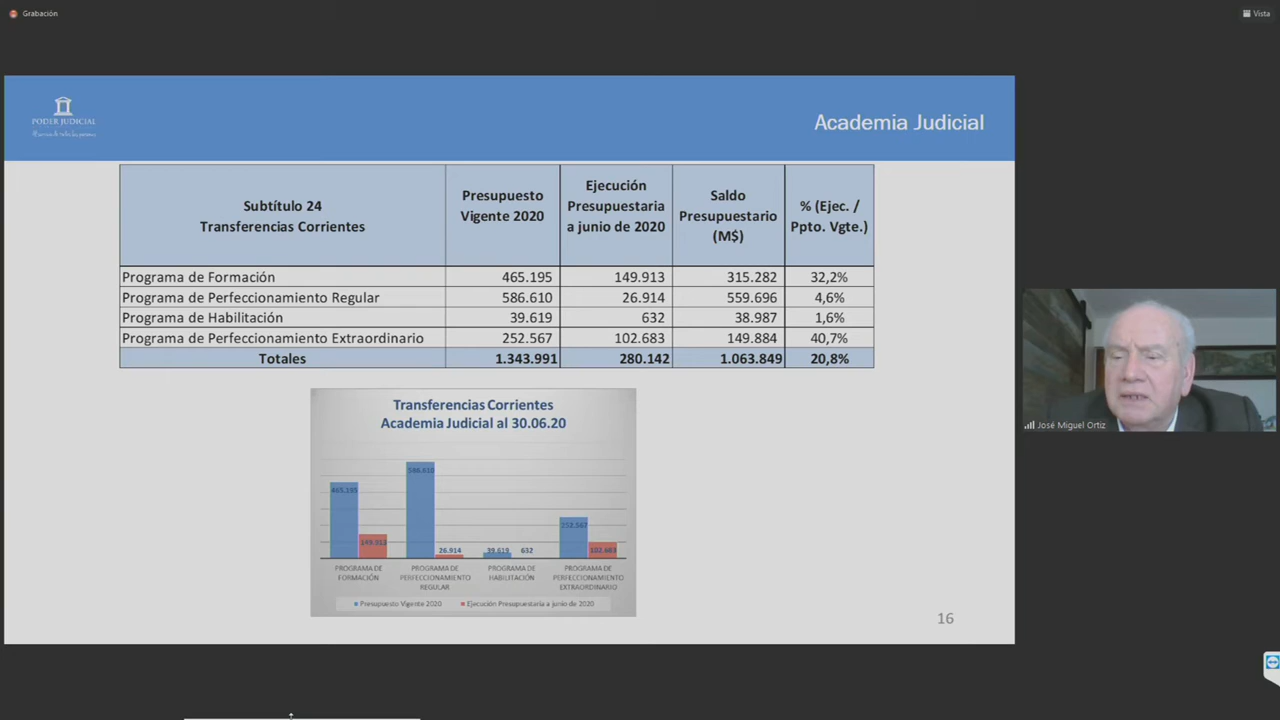 Grabación
Vista
PODER JUDICIAL
Academia Judicial
Subtítulo 24
Transferencias Corrientes
Presupuesto
Vigente 2020
Ejecución
Presupuestaria
a junio de 2020
Saldo
Presupuestario
(M$)
% (Ejec. /
Ppto. Vgte.)
Programa de Formación 465.195 149.913 315.282 32,2%
Programa de Perfeccionamiento Regular 586.610 26.914 559.696 4,6%
Programa de Habilitación 39.619 632 38.987 1,6%
Programa de Perfeccionamiento Extraordinario 252.567 102.683 149.884 40,7%
Totales 1.343.991 280.142 1.063.849 20,8%
Transferencias Corrientes
Academia Judicial al 30.06.20
586.610
465.195
252.567
149.913
26.914
39.619
632
102.683
PROGRAMA DE
FORMACIÓN
PROGRAMA DE
PERFECCIONAMIENTO
REGULAR
PROGRAMA DE
HABILITACIÓN
PROGRAMA DE
PERFECCIONAMIENTO
EXTRAORDINARIO
Presupuesto Vigente 2020
Ejecución Presupuestaria a junio de 2020
16
José Miguel Ortiz